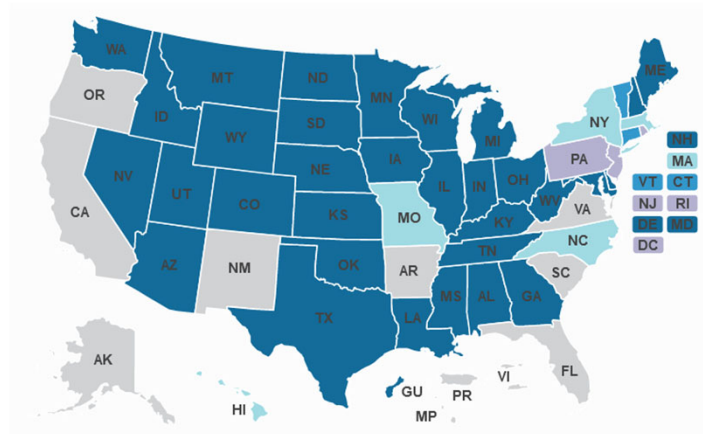 WA
MT
ND
MN
ME
OR
ID
SD
WI
MI
NY
WY
NE
IA
PA
NH
MA
VT
CT
NJ
RI
DE
MD
DC
NV
UT
CO
KS
MO
IL
IN
OH
WV
VA
KY
CA
AZ
NM
OK
AR
TN
NC
SC
TX
LA
MS
AL
GA
FL
AK
HI
GU
MP
PR
VI